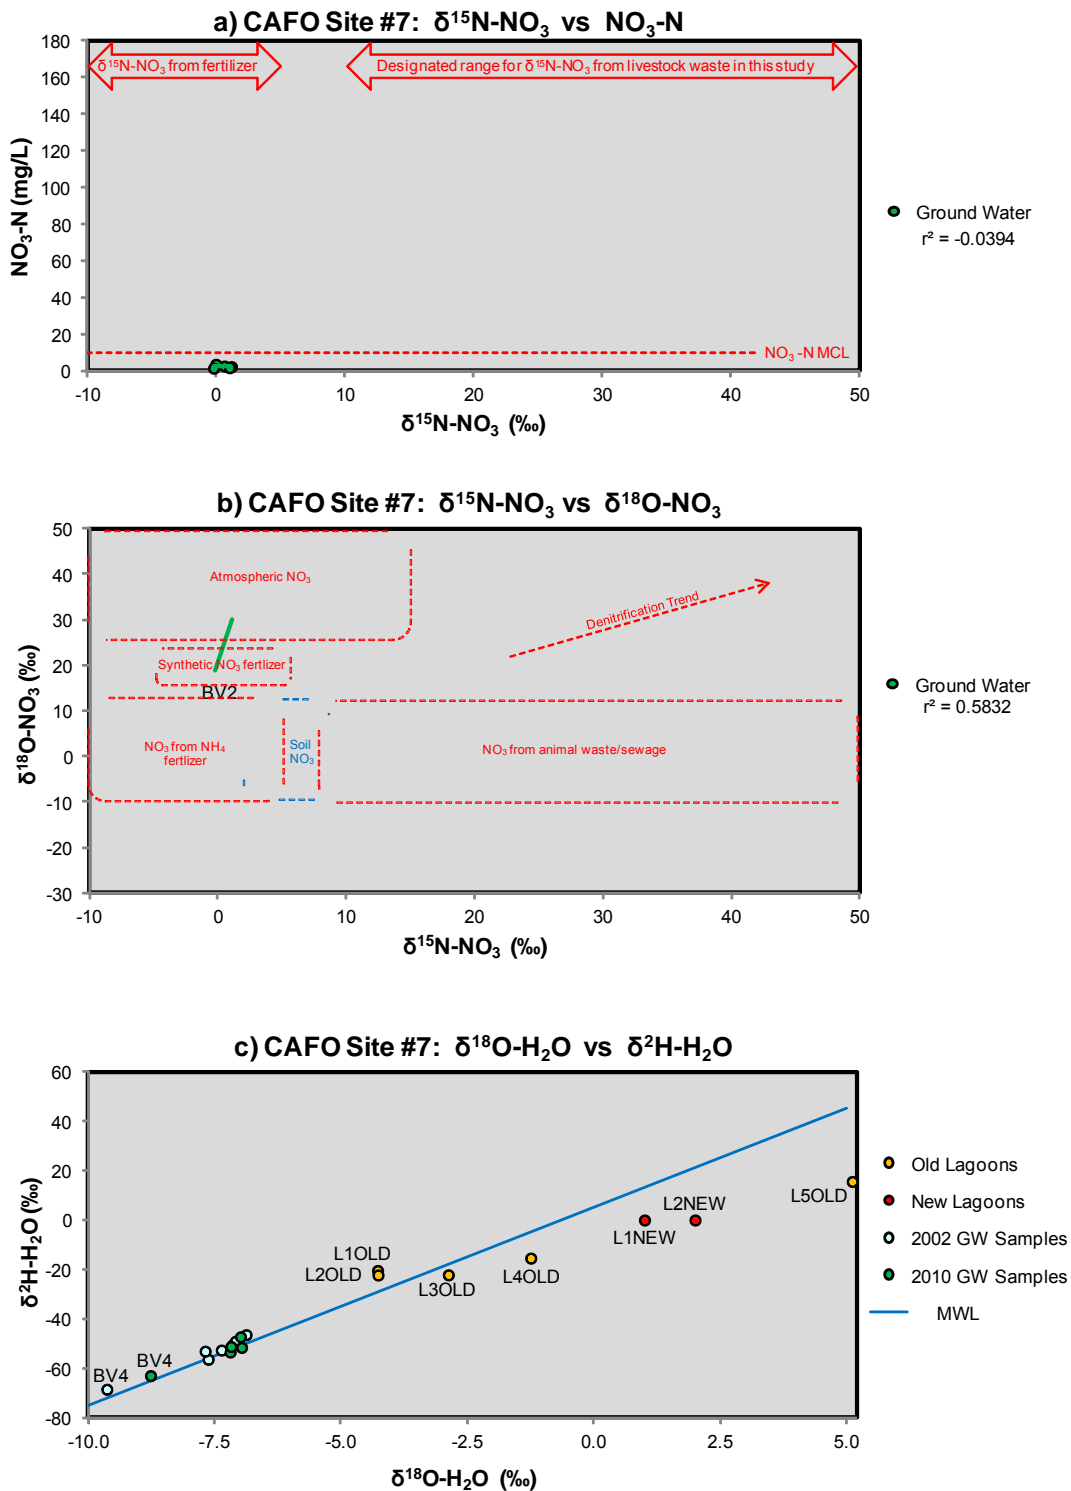 a) CAFO Site #7: δ¹⁵N-NO₃ vs NO₃-N
180
160
140
120
100
80
60
40
20
0
NO₃-N (mg/L)
δ¹⁵N-NO₃ from fertilizer
Designated range for δ¹⁵N-NO₃ from livestock waste in this study
NO₃-N MCL
-10 0 10 20 30 40 50
δ¹⁵N-NO₃ (‰)
Ground Water
r² = -0.0394
b) CAFO Site #7: δ¹⁵N-NO₃ vs δ¹⁸O-NO₃
50
40
30
20
10
0
-10
-20
-30
δ¹⁸O-NO₃ (‰)
Atmospheric NO₃
Denitrification Trend
Synthetic NO₃ fertlizer
BV2
NO₃ from NH₄
fertlizer
Soil
NO₃
NO₃ from animal waste/sewage
-10 0 10 20 30 40 50
δ¹⁵N-NO₃ (‰)
Ground Water
r² = 0.5832
c) CAFO Site #7: δ¹⁸O-H₂O vs δ²H-H₂O
60
40
20
0
-20
-40
-60
-80
δ²H-H₂O (‰)
L5OLD
L2NEW
L1NEW
L1OLD
L2OLD
L3OLD
L4OLD
BV4
BV4
-10.0 -7.5 -5.0 -2.5 0.0 2.5 5.0
δ¹⁸O-H₂O (‰)
Old Lagoons
New Lagoons
2002 GW Samples
2010 GW Samples
MWL